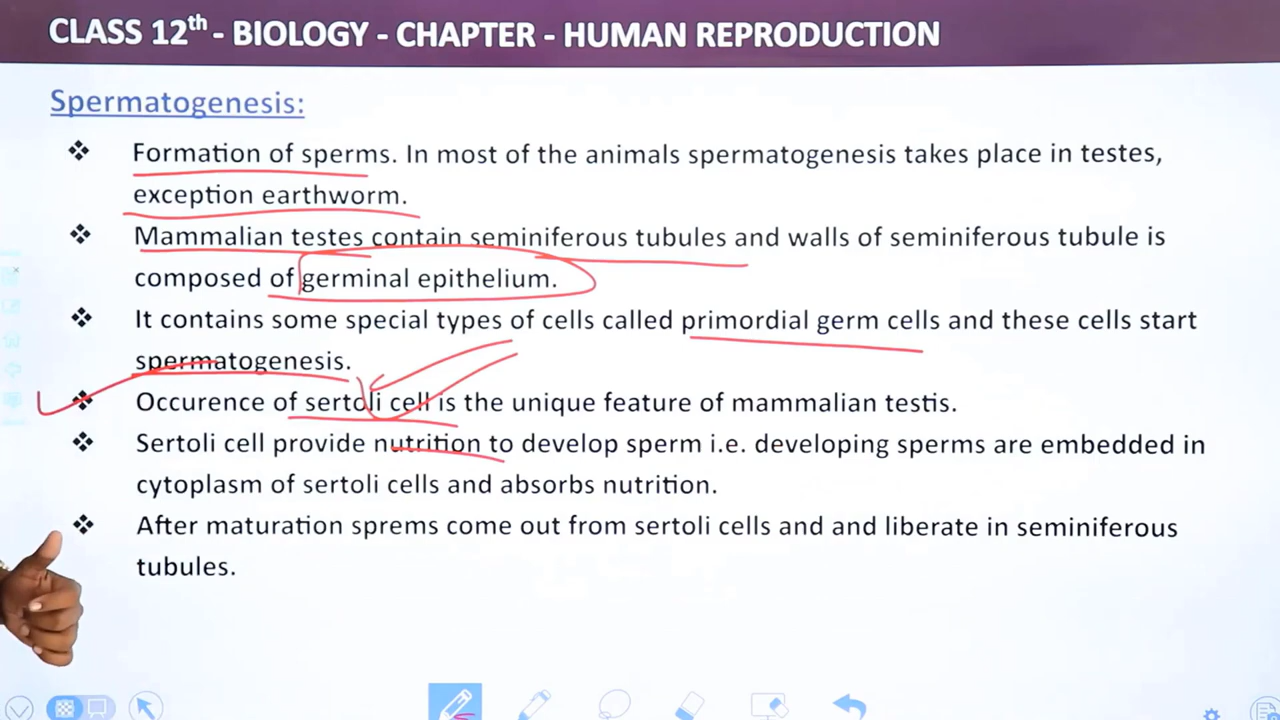 CLASS 12th - BIOLOGY - CHAPTER - HUMAN REPRODUCTION
Spermatogenesis:
❖ Formation of sperms. In most of the animals spermatogenesis takes place in testes,
exception earthworm.
❖ Mammalian testes contain seminiferous tubules and walls of seminiferous tubule is
composed of germinal epithelium.
❖ It contains some special types of cells called primordial germ cells and these cells start
spermatogenesis.
❖ Occurence of sertoli cell is the unique feature of mammalian testis.
❖ Sertoli cell provide nutrition to develop sperm i.e. developing sperms are embedded in
cytoplasm of sertoli cells and absorbs nutrition.
❖ After maturation sprems come out from sertoli cells and and liberate in seminiferous
tubules.